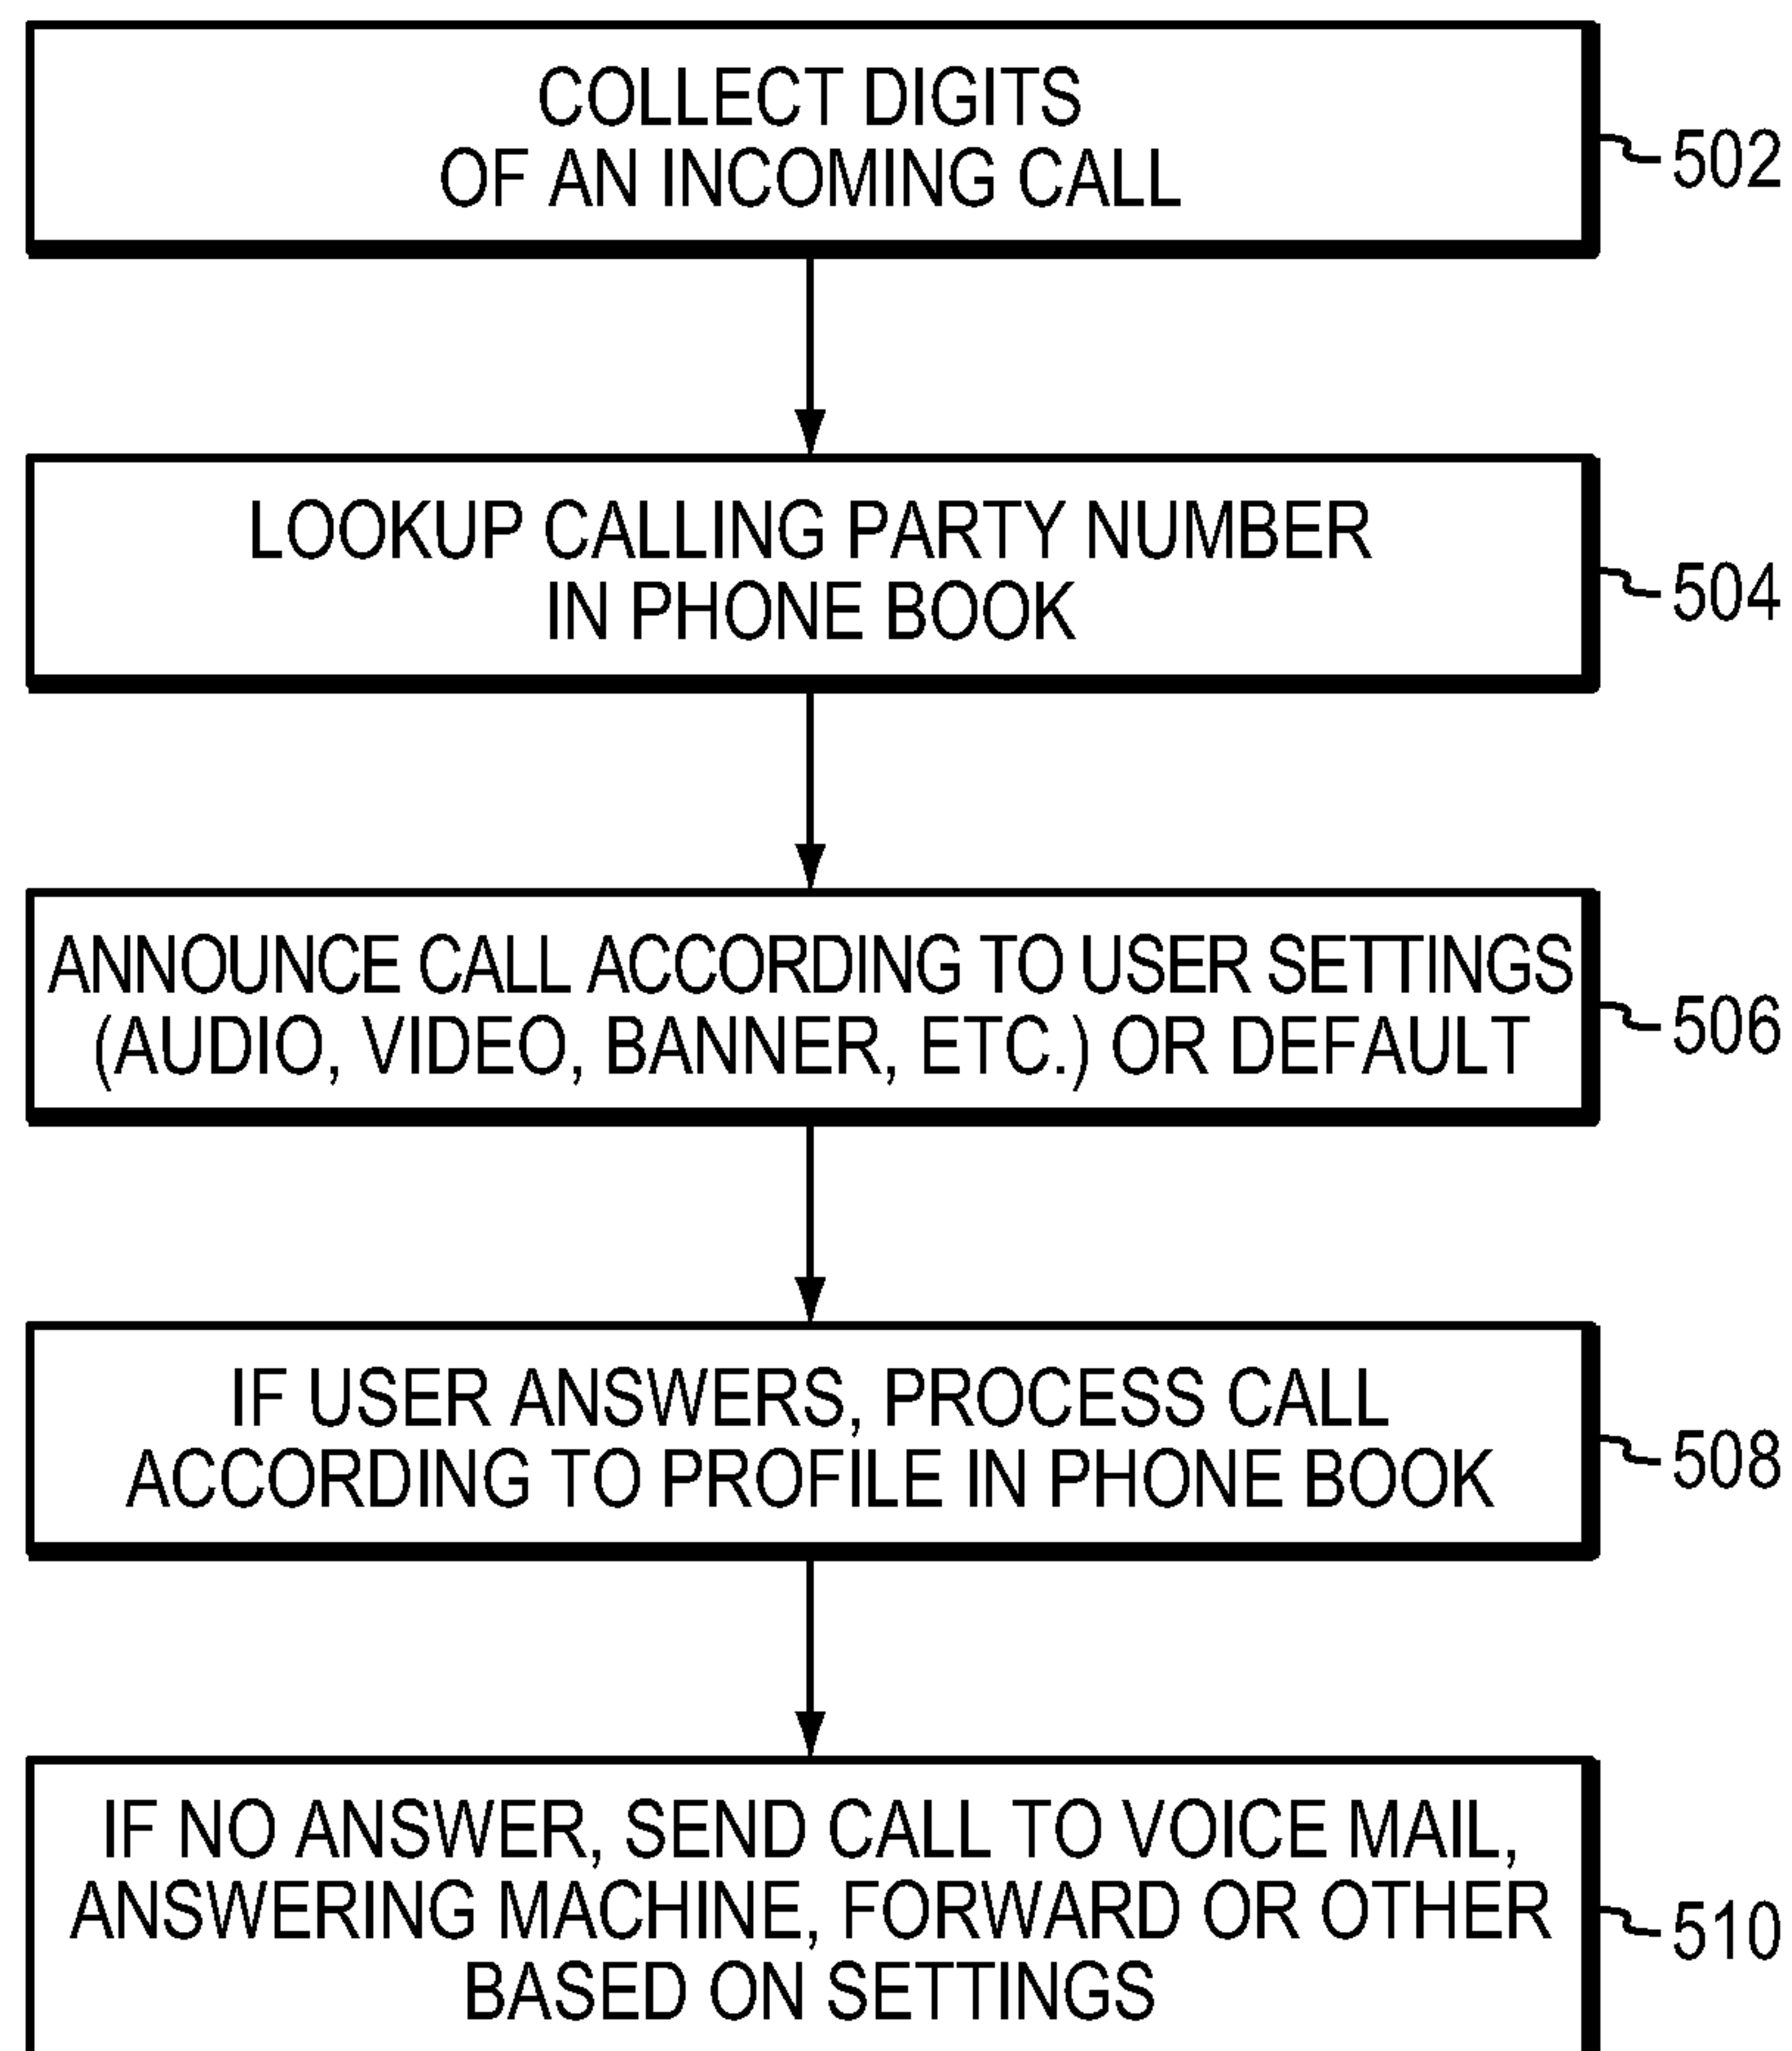 COLLECT DIGITS
OF AN INCOMING CALL
502
LOOKUP CALLING PARTY NUMBER
IN PHONE BOOK
504
ANNOUNCE CALL ACCORDING TO USER SETTINGS
(AUDIO, VIDEO, BANNER, ETC.) OR DEFAULT
506
IF USER ANSWERS, PROCESS CALL
ACCORDING TO PROFILE IN PHONE BOOK
508
IF NO ANSWER, SEND CALL TO VOICE MAIL,
ANSWERING MACHINE, FORWARD OR OTHER
BASED ON SETTINGS
510